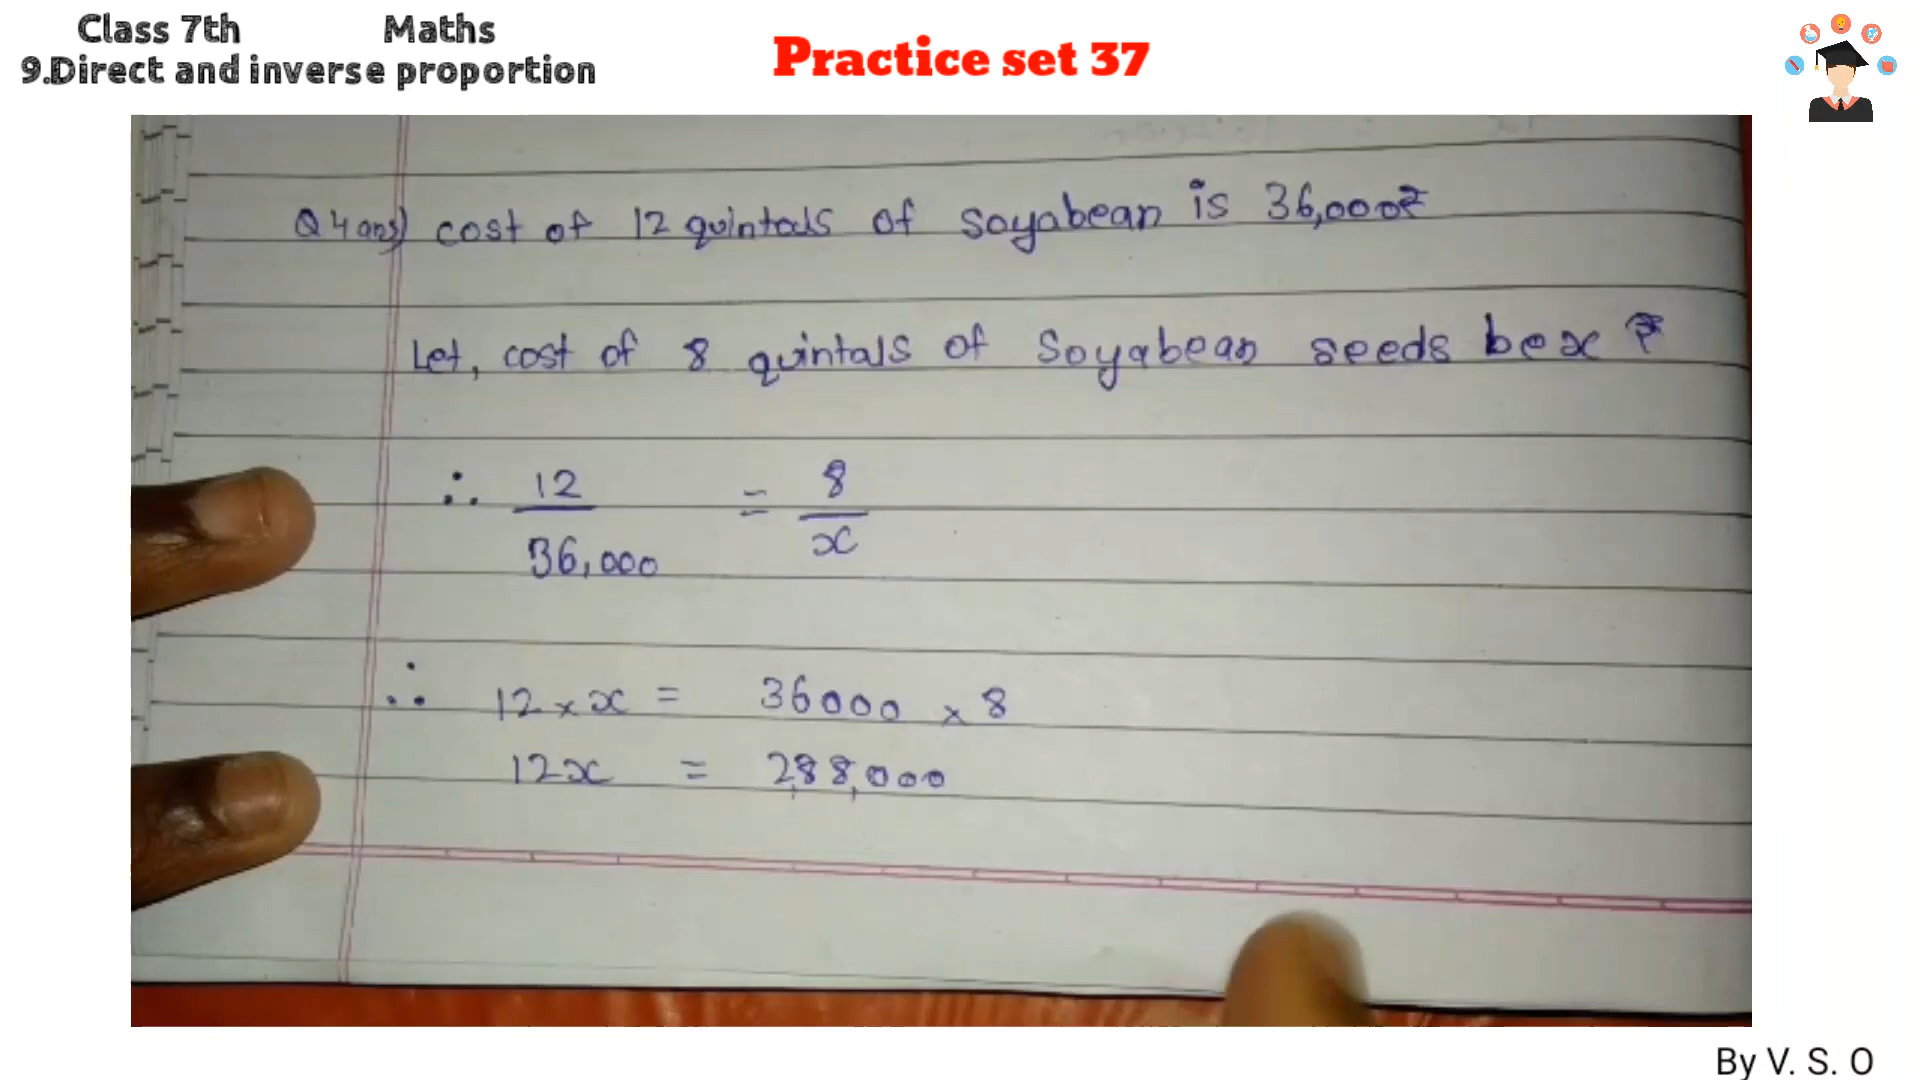 Class 7th Maths
9.Direct and inverse proportion
Practice set 37
Q 4 ans) cost of 12 quintals of Soyabean is 36,000₹
Let, cost of 8 quintals of Soyabean seeds be x ₹
∴ 12/36,000 = 8/x
∴ 12 × x = 36000 × 8
12x = 2,88,000
By V. S. O